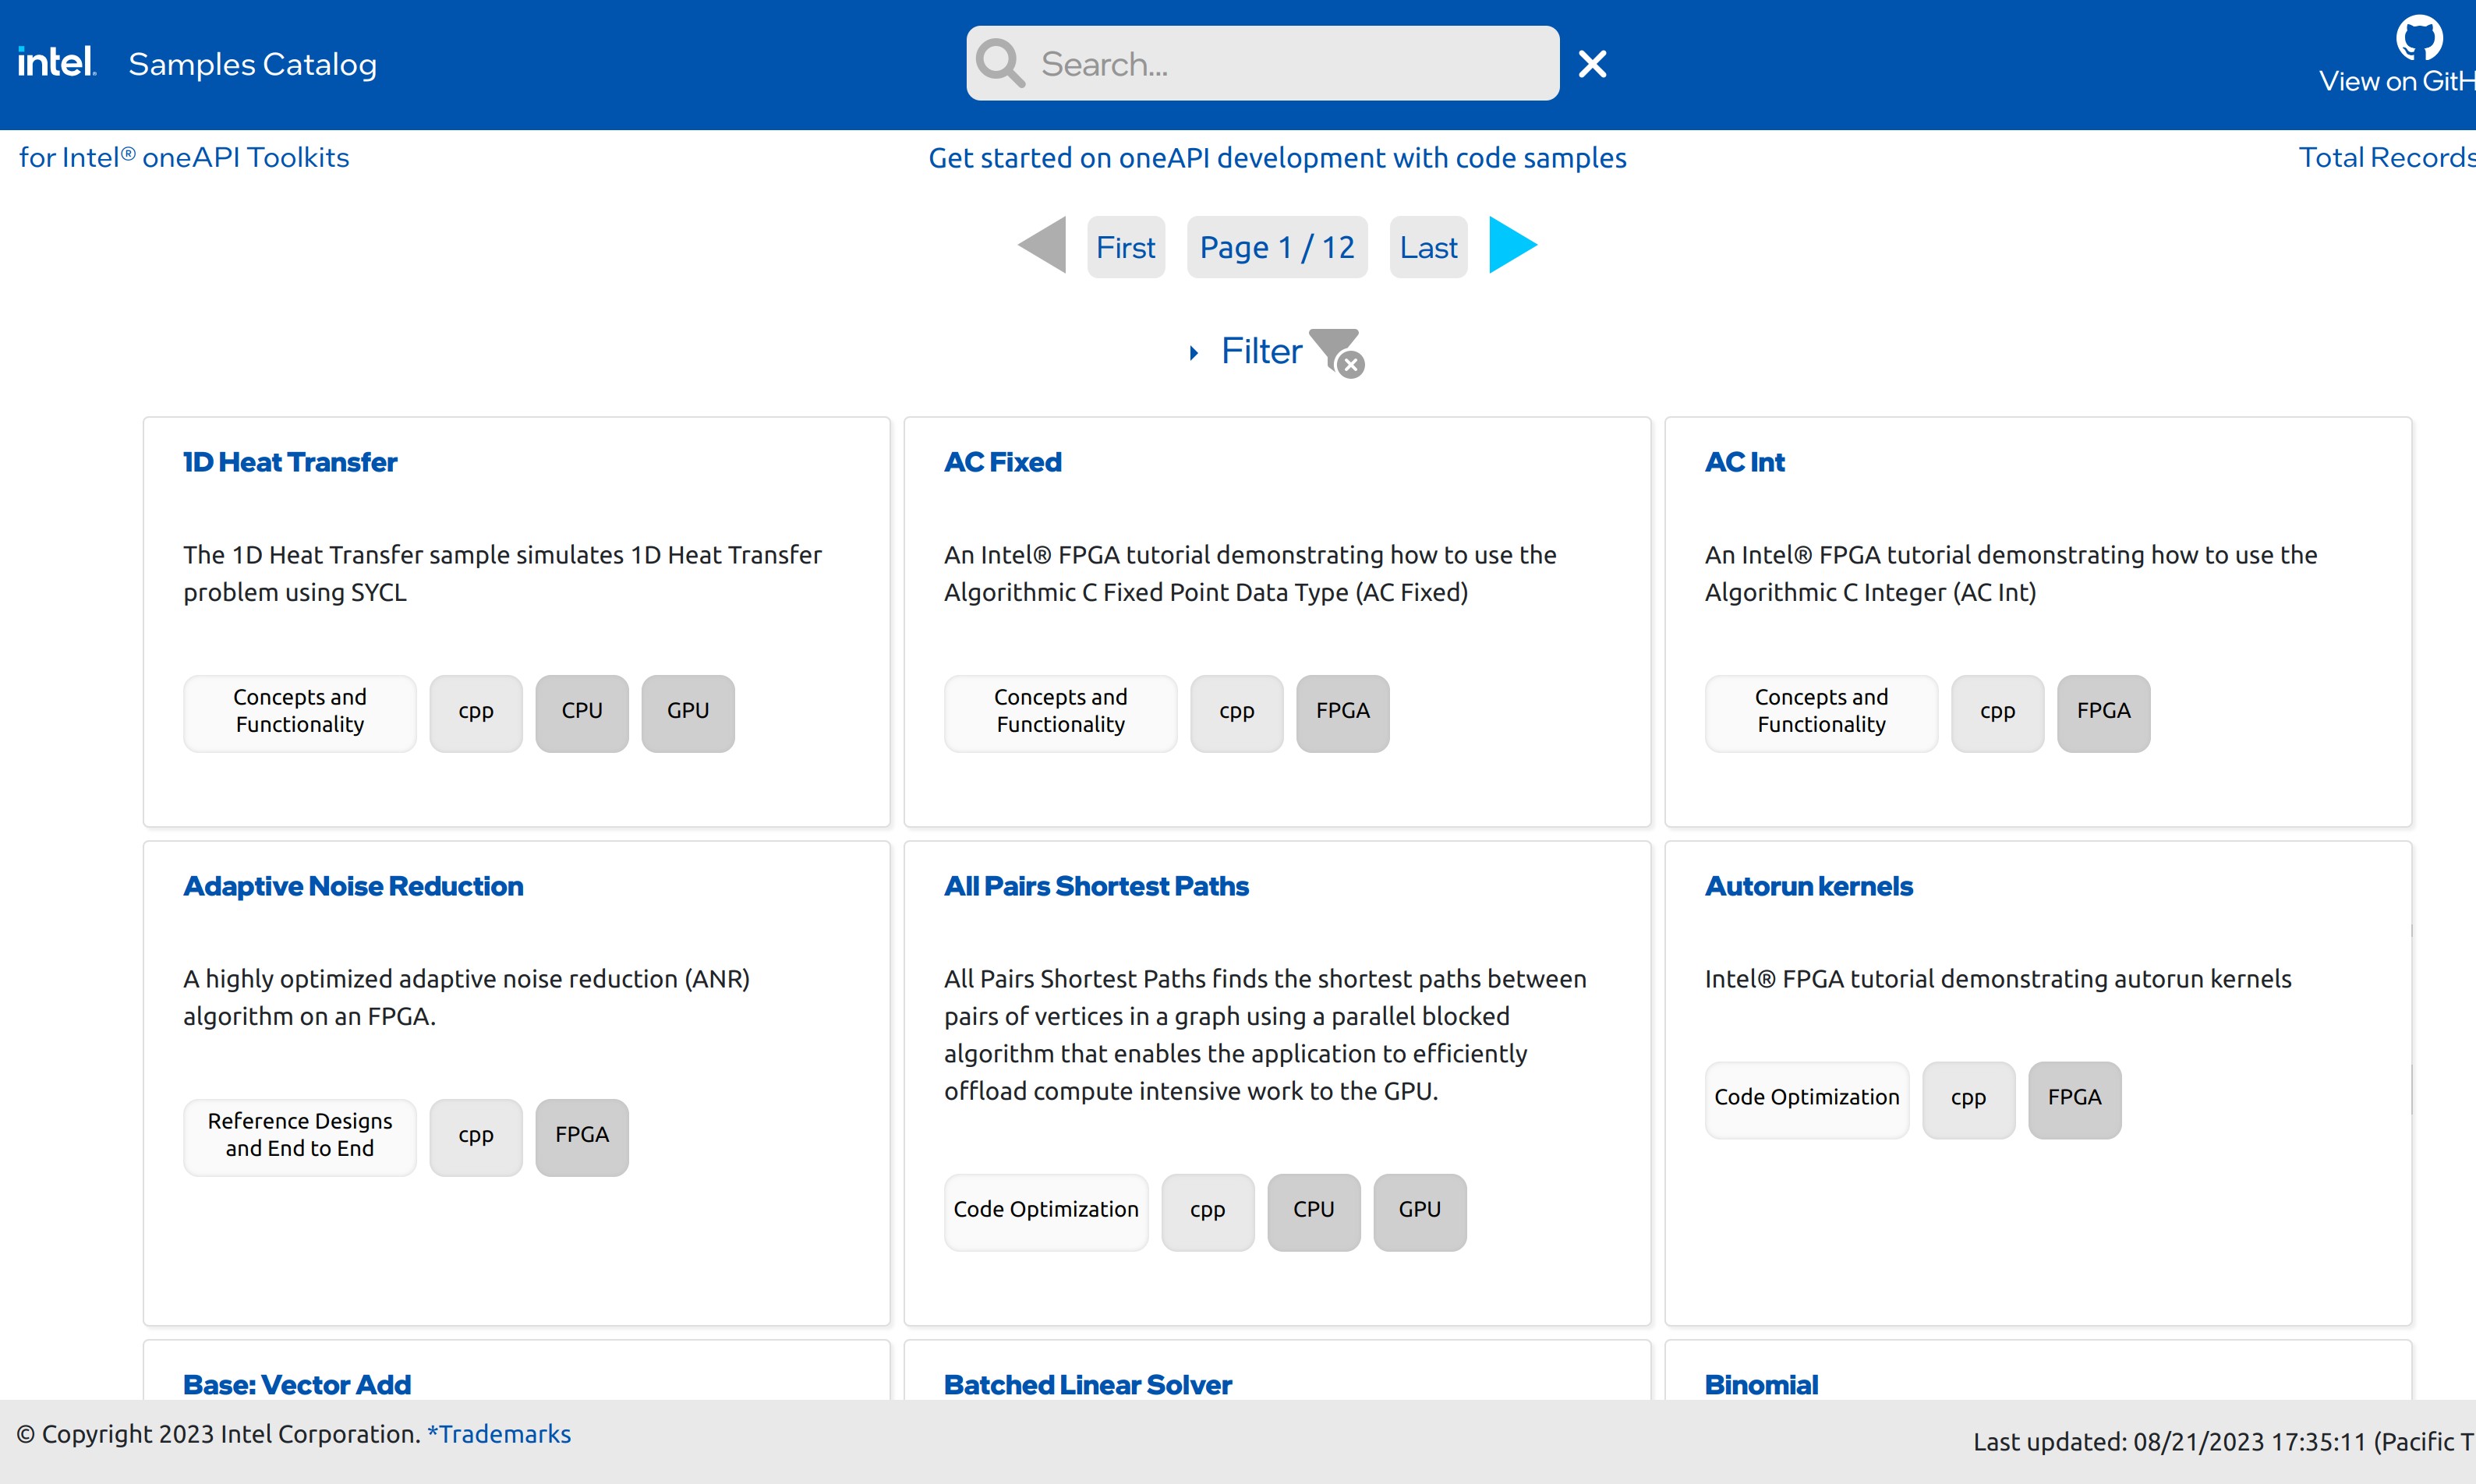 intel. Samples Catalog Search...
View on GitH
for Intel® oneAPI Toolkits Get started on oneAPI development with code samples Total Records
First Page 1 / 12 Last
Filter
1D Heat Transfer
The 1D Heat Transfer sample simulates 1D Heat Transfer
problem using SYCL
Concepts and
Functionality
cpp
CPU
GPU
AC Fixed
An Intel® FPGA tutorial demonstrating how to use the
Algorithmic C Fixed Point Data Type (AC Fixed)
Concepts and
Functionality
cpp
FPGA
AC Int
An Intel® FPGA tutorial demonstrating how to use the
Algorithmic C Integer (AC Int)
Concepts and
Functionality
cpp
FPGA
Adaptive Noise Reduction
A highly optimized adaptive noise reduction (ANR)
algorithm on an FPGA.
Reference Designs
and End to End
cpp
FPGA
All Pairs Shortest Paths
All Pairs Shortest Paths finds the shortest paths between
pairs of vertices in a graph using a parallel blocked
algorithm that enables the application to efficiently
offload compute intensive work to the GPU.
Code Optimization
cpp
CPU
GPU
Autorun kernels
Intel® FPGA tutorial demonstrating autorun kernels
Code Optimization
cpp
FPGA
Base: Vector Add
Batched Linear Solver
Binomial
© Copyright 2023 Intel Corporation. *Trademarks
Last updated: 08/21/2023 17:35:11 (Pacific T